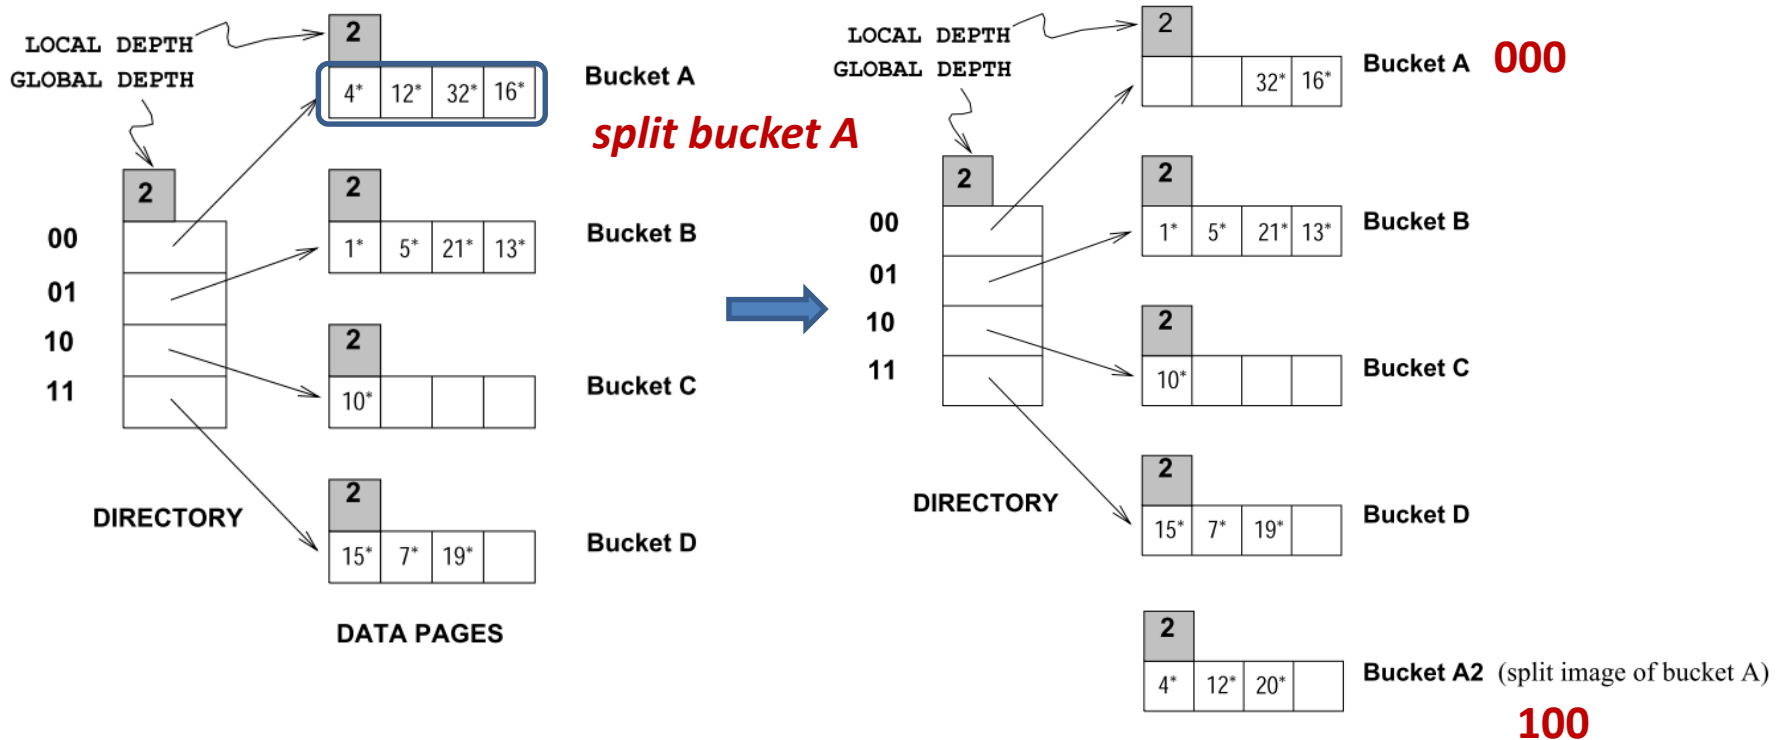 LOCAL DEPTH
GLOBAL DEPTH
2
4* 12* 32* 16*
Bucket A
split bucket A
2
00
01
10
11
2
1* 5* 21* 13*
Bucket B
2
10*
Bucket C
2
15* 7* 19*
Bucket D
DIRECTORY
DATA PAGES
LOCAL DEPTH
GLOBAL DEPTH
2
32* 16*
Bucket A 000
2
00
01
10
11
2
1* 5* 21* 13*
Bucket B
2
10*
Bucket C
2
15* 7* 19*
Bucket D
DIRECTORY
2
4* 12* 20*
Bucket A2 (split image of bucket A)
100